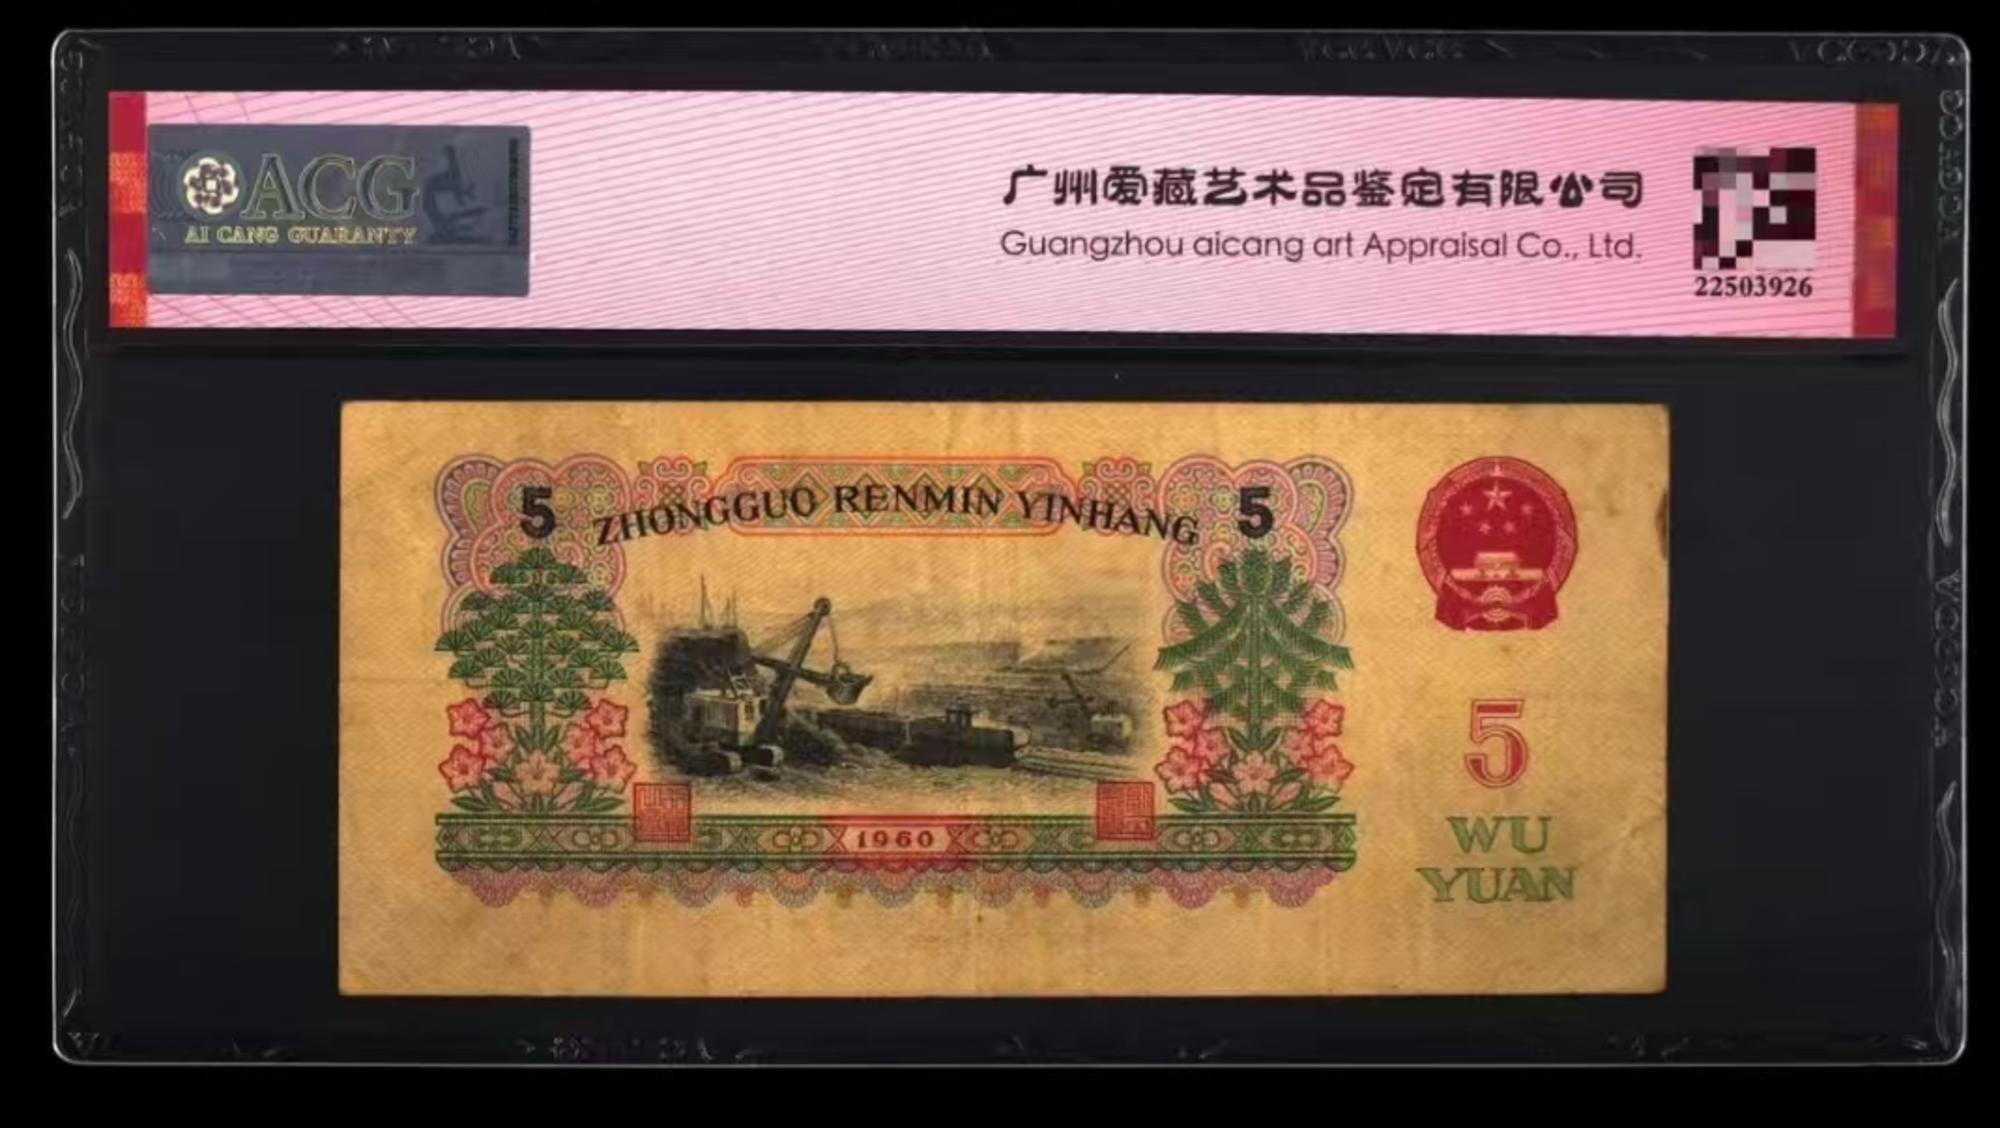 ACG
AI CANG GUARANTY
广州爱藏艺术品鉴定有限公司
Guangzhou aicang art Appraisal Co., Ltd.
22503926
5
ZHONGGUO RENMIN YINHANG
5
5
WU
YUAN
1960